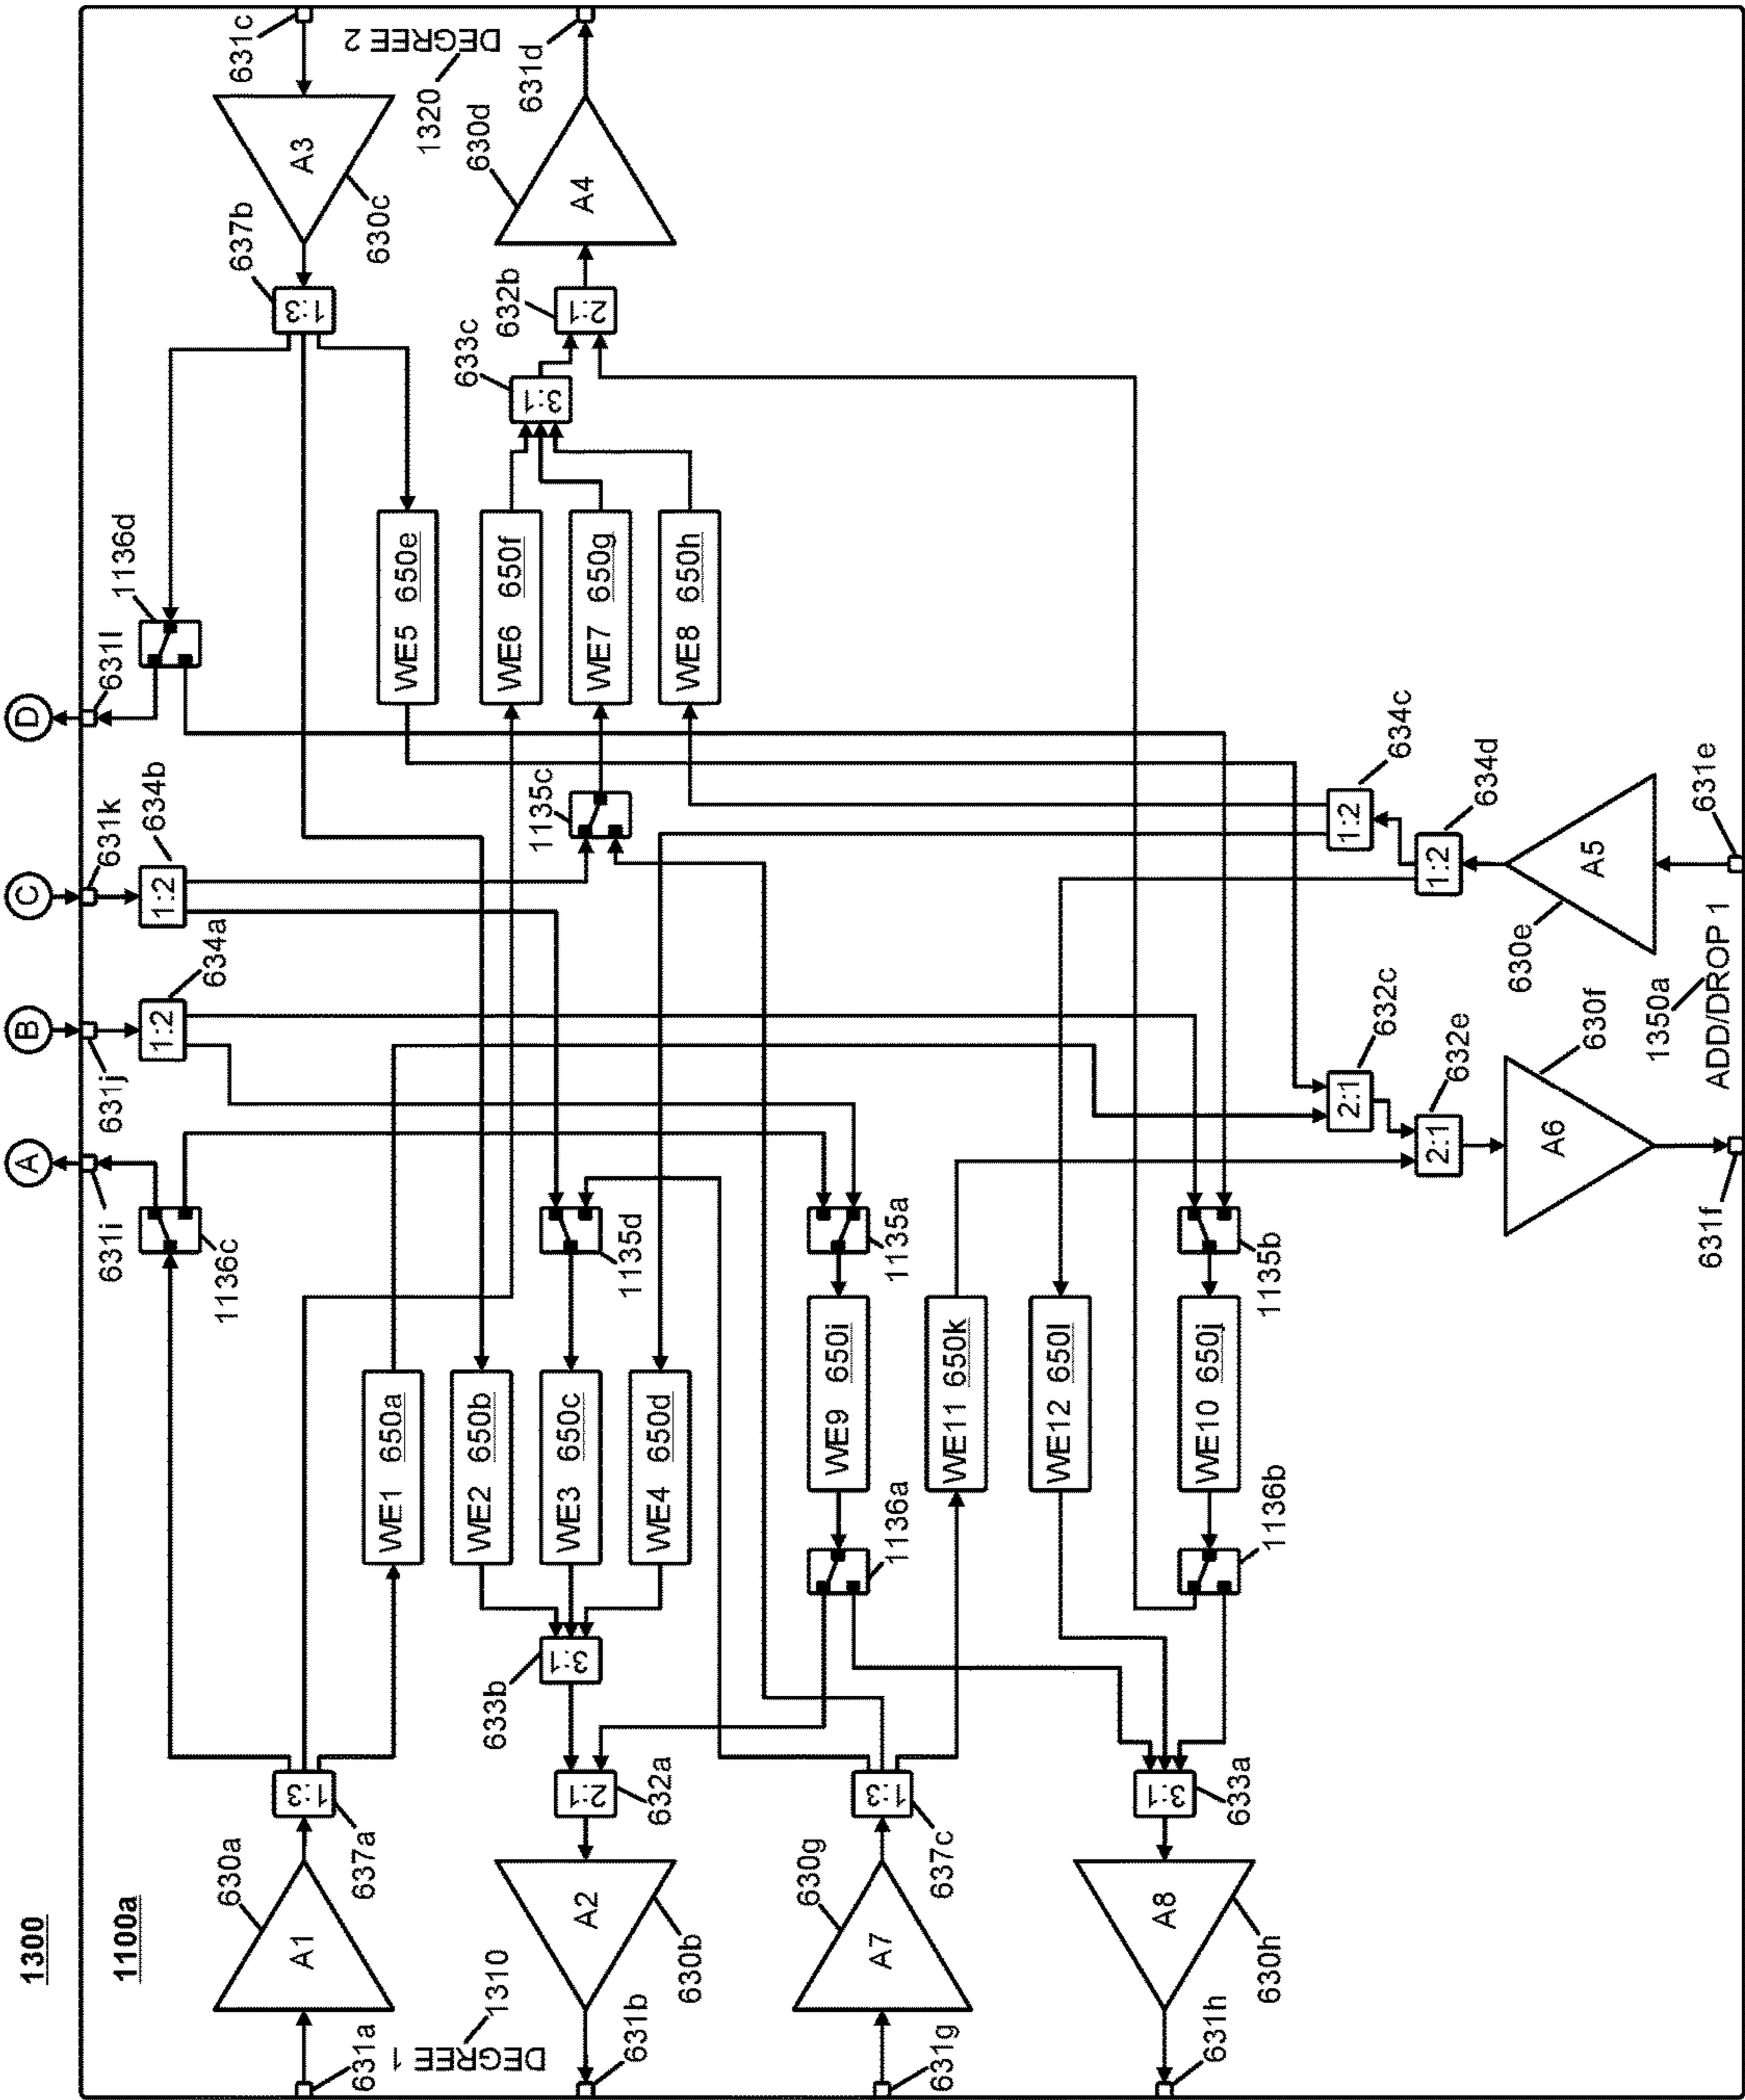 1300
1100a
A
B
C
D
631i
631j
631k
631l
1136c
634a
634b
1136d
1:2
1:2
630a
A1
631a
637a
1:3
637b
1:3
A3
630c
631c
DEGREE 1
1310
DEGREE 2
1320
WE1 650a
WE2 650b
WE3 650c
WE4 650d
WE5 650e
WE6 650f
WE7 650g
WE8 650h
633b
3:1
632a
2:1
A2
630b
631b
1135d
1135c
633c
3:1
632b
2:1
A4
630d
631d
630g
A7
631g
637c
1:3
1136a
WE9 650i
1135a
WE11 650k
WE12 650l
1136b
WE10 650j
1135b
633a
3:1
A8
630h
631h
2:1
632c
2:1
632e
A6
630f
631f
1:2
634c
1:2
634d
A5
630e
631e
1350a
ADD/DROP 1